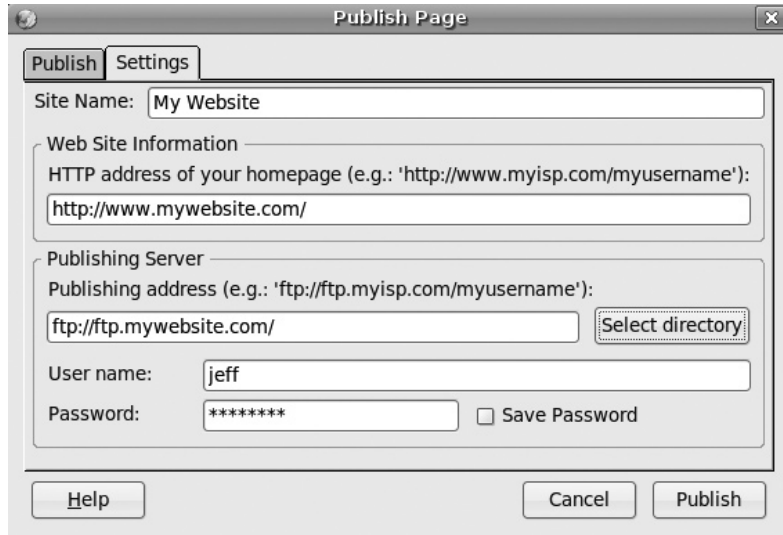 Publish Page
Publish Settings
Site Name: My Website
Web Site Information
HTTP address of your homepage (e.g.: 'http://www.myisp.com/myusername'):
http://www.mywebsite.com/
Publishing Server
Publishing address (e.g.: 'ftp://ftp.myisp.com/myusername'):
ftp://ftp.mywebsite.com/ Select directory
User name: jeff
Password: ******** Save Password
Help Cancel Publish